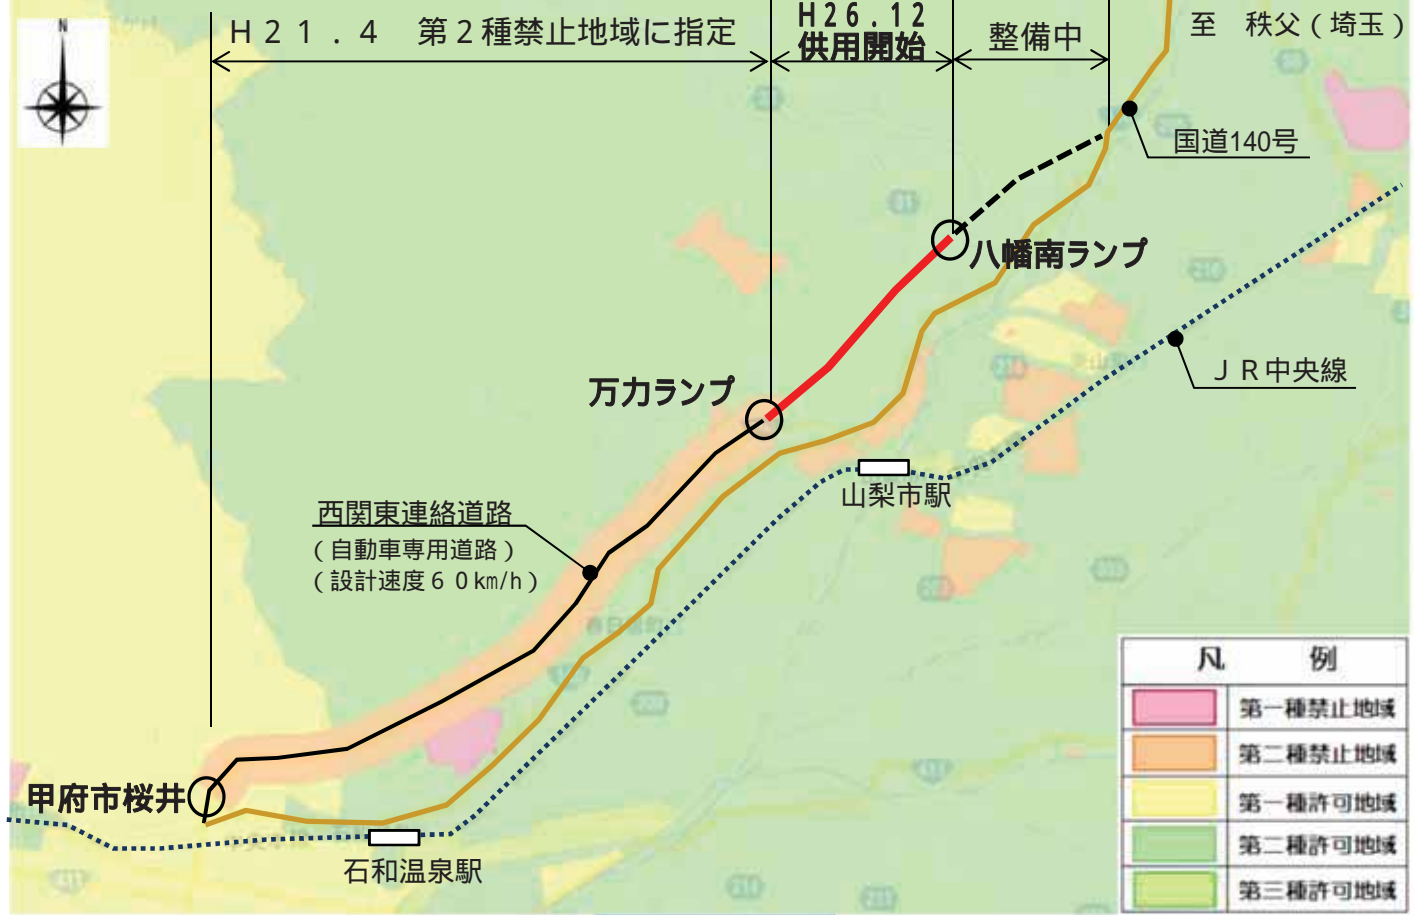 N
H21.4 第2種禁止地域に指定
H26.12
供用開始
整備中
至 秩父(埼玉)
国道140号
八幡南ランプ
JR中央線
万力ランプ
山梨市駅
西関東連絡道路
(自動車専用道路)
(設計速度60km/h)
甲府市桜井
石和温泉駅
凡 例
第一種禁止地域
第二種禁止地域
第一種許可地域
第二種許可地域
第三種許可地域